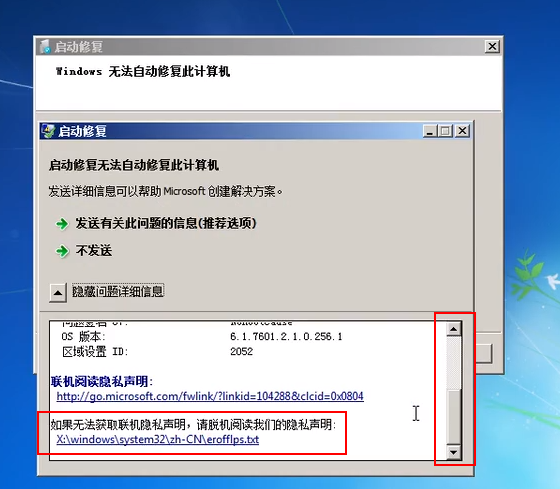 启动修复
Windows 无法自动修复此计算机
启动修复
启动修复无法自动修复此计算机
发送详细信息可以帮助 Microsoft 创建解决方案。
发送有关此问题的信息(推荐选项)
不发送
隐藏问题详细信息
OS 版本: 6.1.7601.2.1.0.256.1
区域设置 ID: 2052
联机阅读隐私声明:
http://go.microsoft.com/fwlink/?linkid=104288&clcid=0x0804
如果无法获取联机隐私声明，请脱机阅读我们的隐私声明:
X:\windows\system32\zh-CN\erofflps.txt